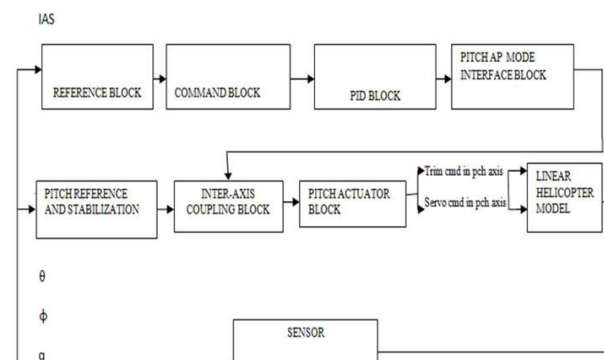 IAS
REFERENCE BLOCK
COMMAND BLOCK
PID BLOCK
PITCH AP MODE
INTERFACE BLOCK
PITCH REFERENCE
AND STABILIZATION
INTER-AXIS
COUPLING BLOCK
PITCH ACTUATOR
BLOCK
Trim cmd in pch axis
Servo cmd in pch axis
LINEAR
HELICOPTER
MODEL
θ
ϕ
q
SENSOR